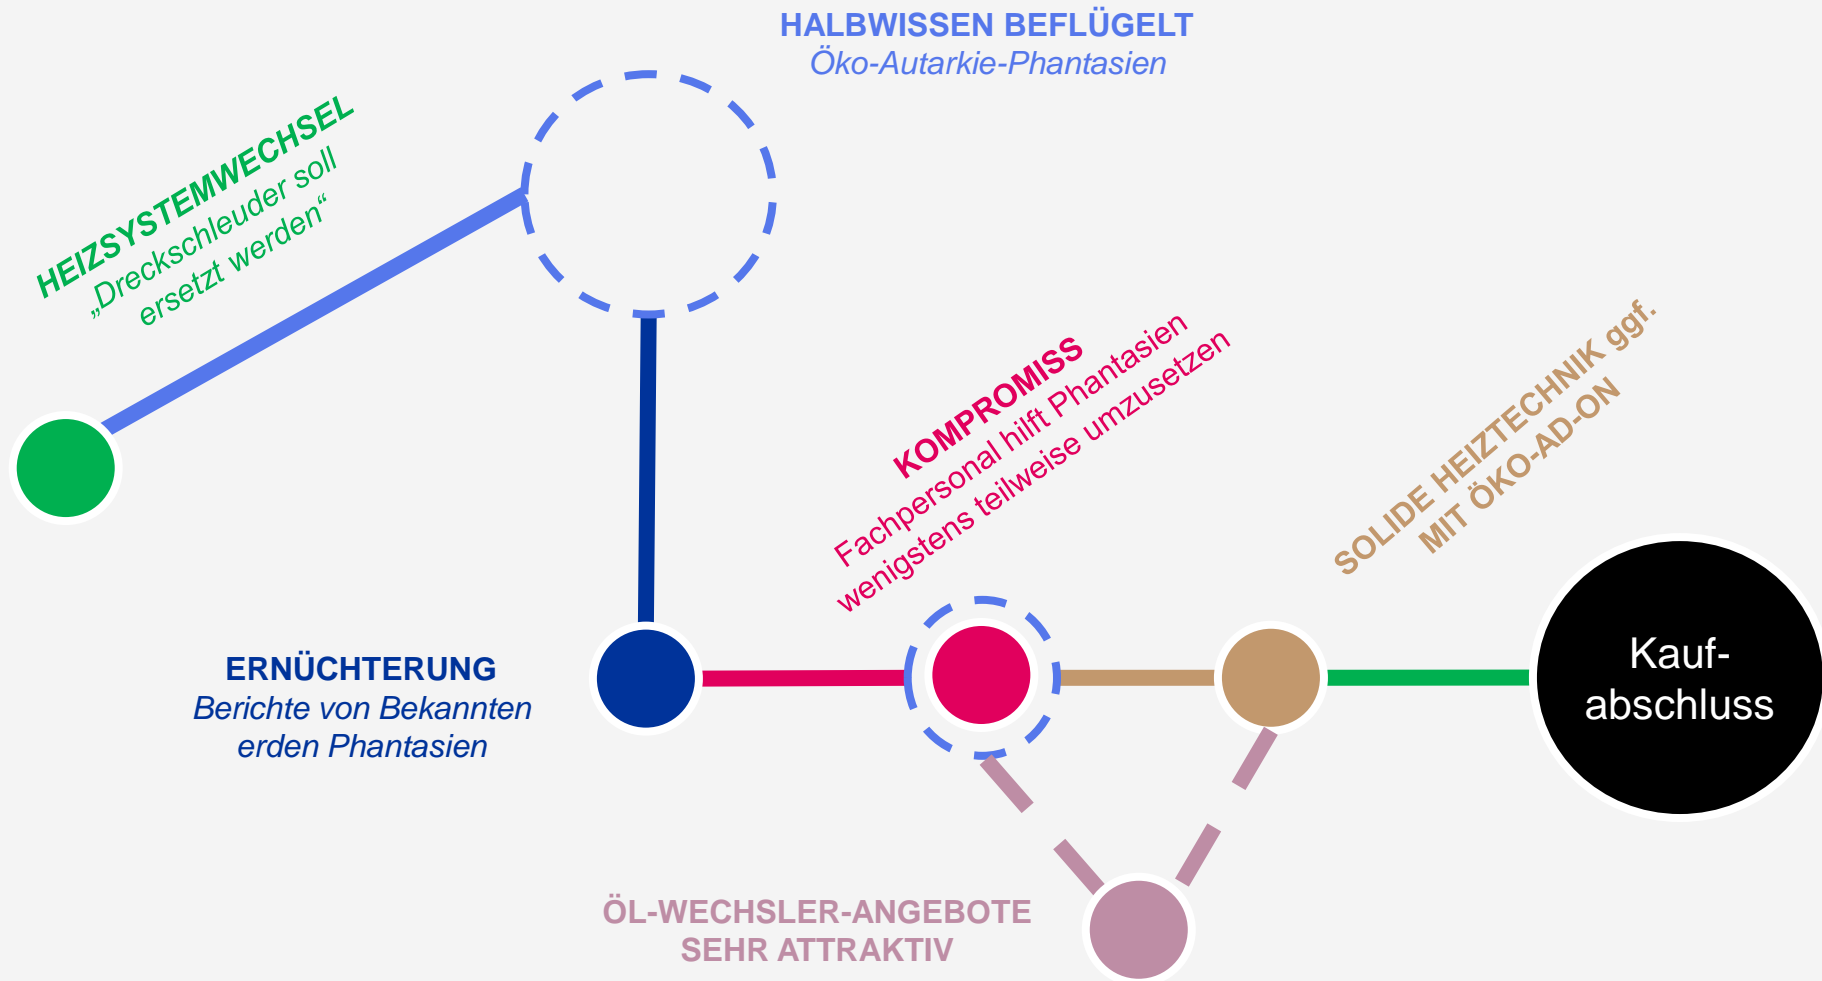 HALBWISSEN BEFLÜGELT
Öko-Autarkie-Phantasien
HEIZSYSTEMWECHSEL
„Dreckschleuder soll
ersetzt werden“
ERNÜCHTERUNG
Berichte von Bekannten
erden Phantasien
KOMPROMISS
Fachpersonal hilft Phantasien
wenigstens teilweise umzusetzen
SOLIDE HEIZTECHNIK ggf.
MIT ÖKO-AD-ON
Kauf-
abschluss
ÖL-WECHSLER-ANGEBOTE
SEHR ATTRAKTIV